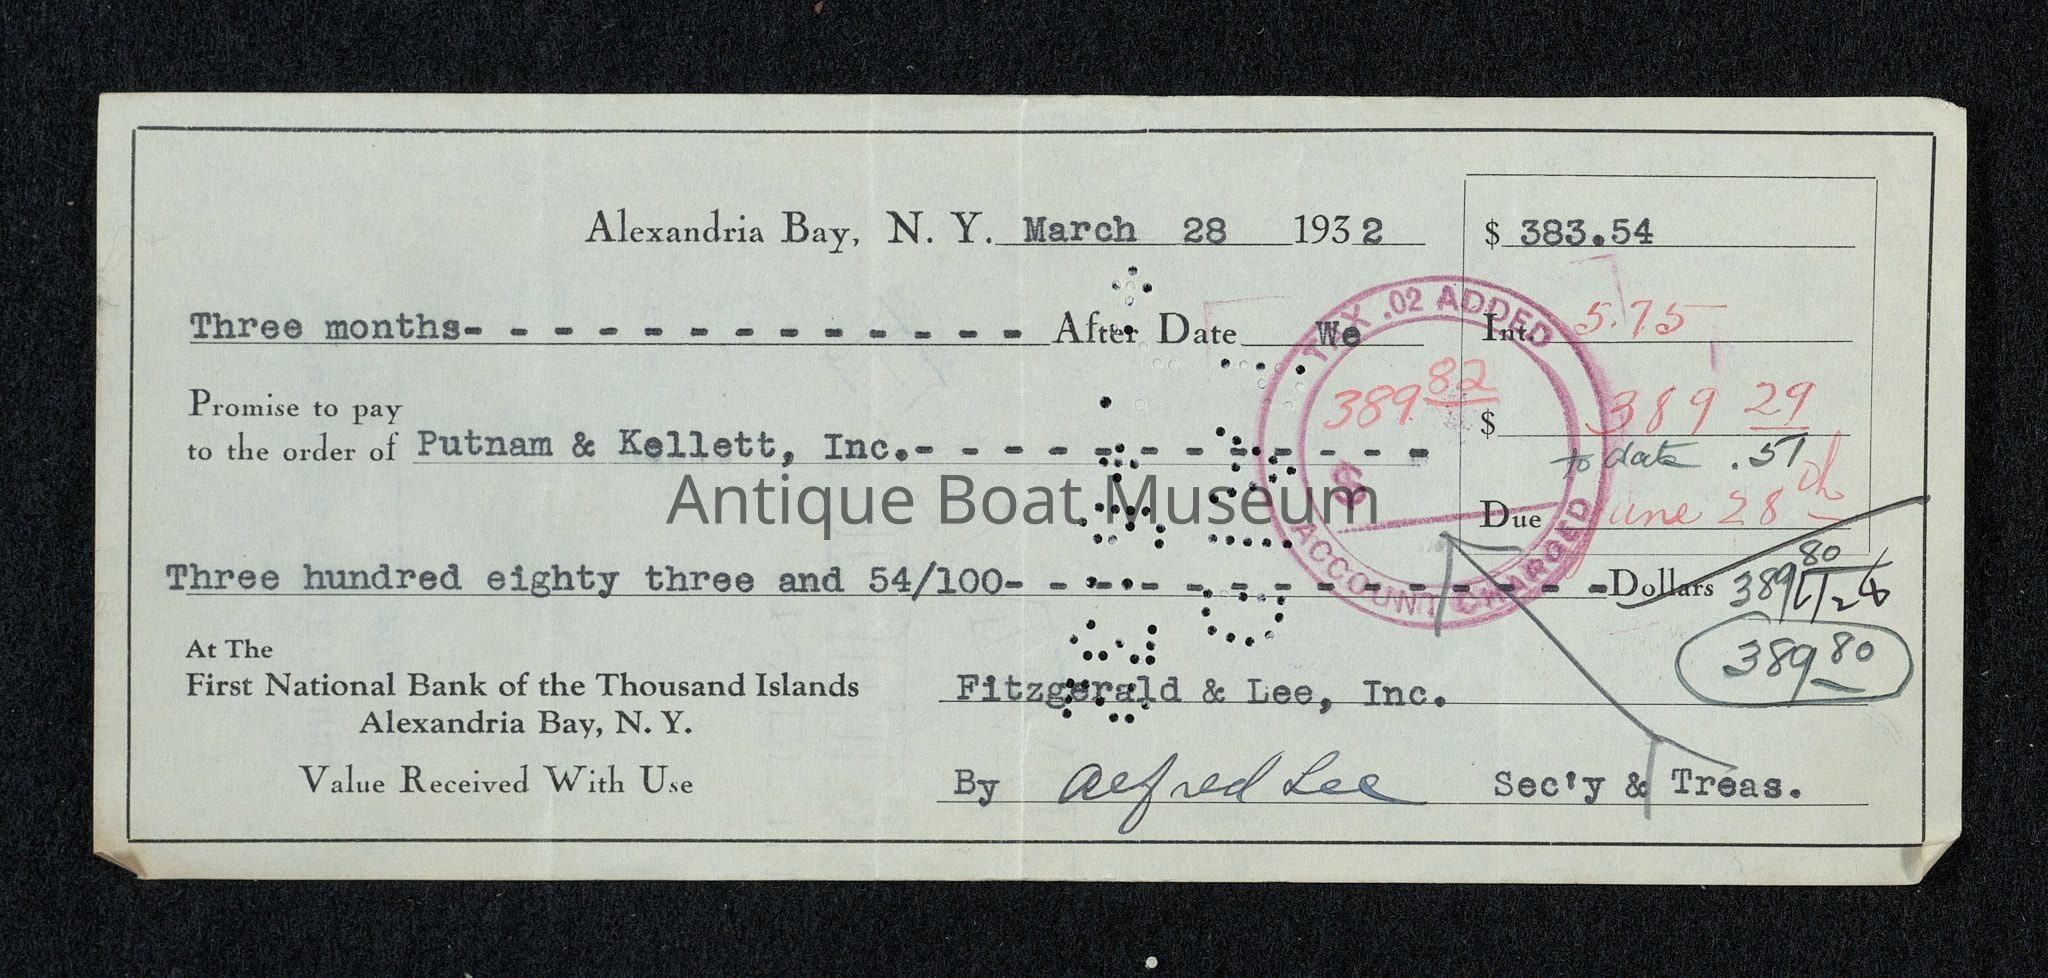 Alexandria Bay, N. Y. March 28 1932 $ 383.54
Three months- - - - - - - - - - - - - - After Date We Int. 5.75
TAX .02 ADDED
389 82
$
ACCOUNT CHARGED
Promise to pay
to the order of Putnam & Kellett, Inc.- - - - - - - - - - - - $ 389 29
to date .51
Due June 28th
Antique Boat Museum
Three hundred eighty three and 54/100- - - - - - - - - - - - - - -Dollars
389 80
389 80
At The
First National Bank of the Thousand Islands
Alexandria Bay, N. Y.
Value Received With Use
Fitzgerald & Lee, Inc.
By Alfred Lee Sec'y & Treas.